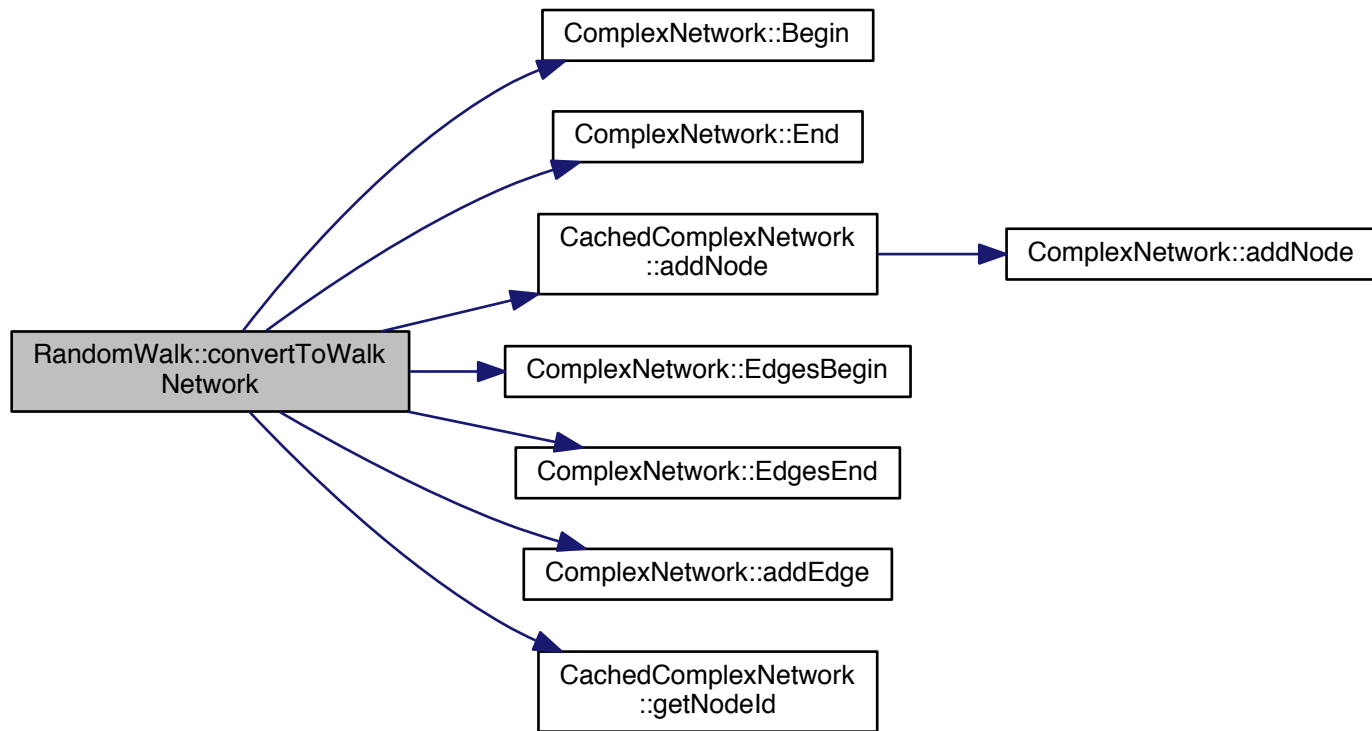 ComplexNetwork::Begin
ComplexNetwork::End
CachedComplexNetwork
::addNode
ComplexNetwork::addNode
RandomWalk::convertToWalk
Network
ComplexNetwork::EdgesBegin
ComplexNetwork::EdgesEnd
ComplexNetwork::addEdge
CachedComplexNetwork
::getNodeId